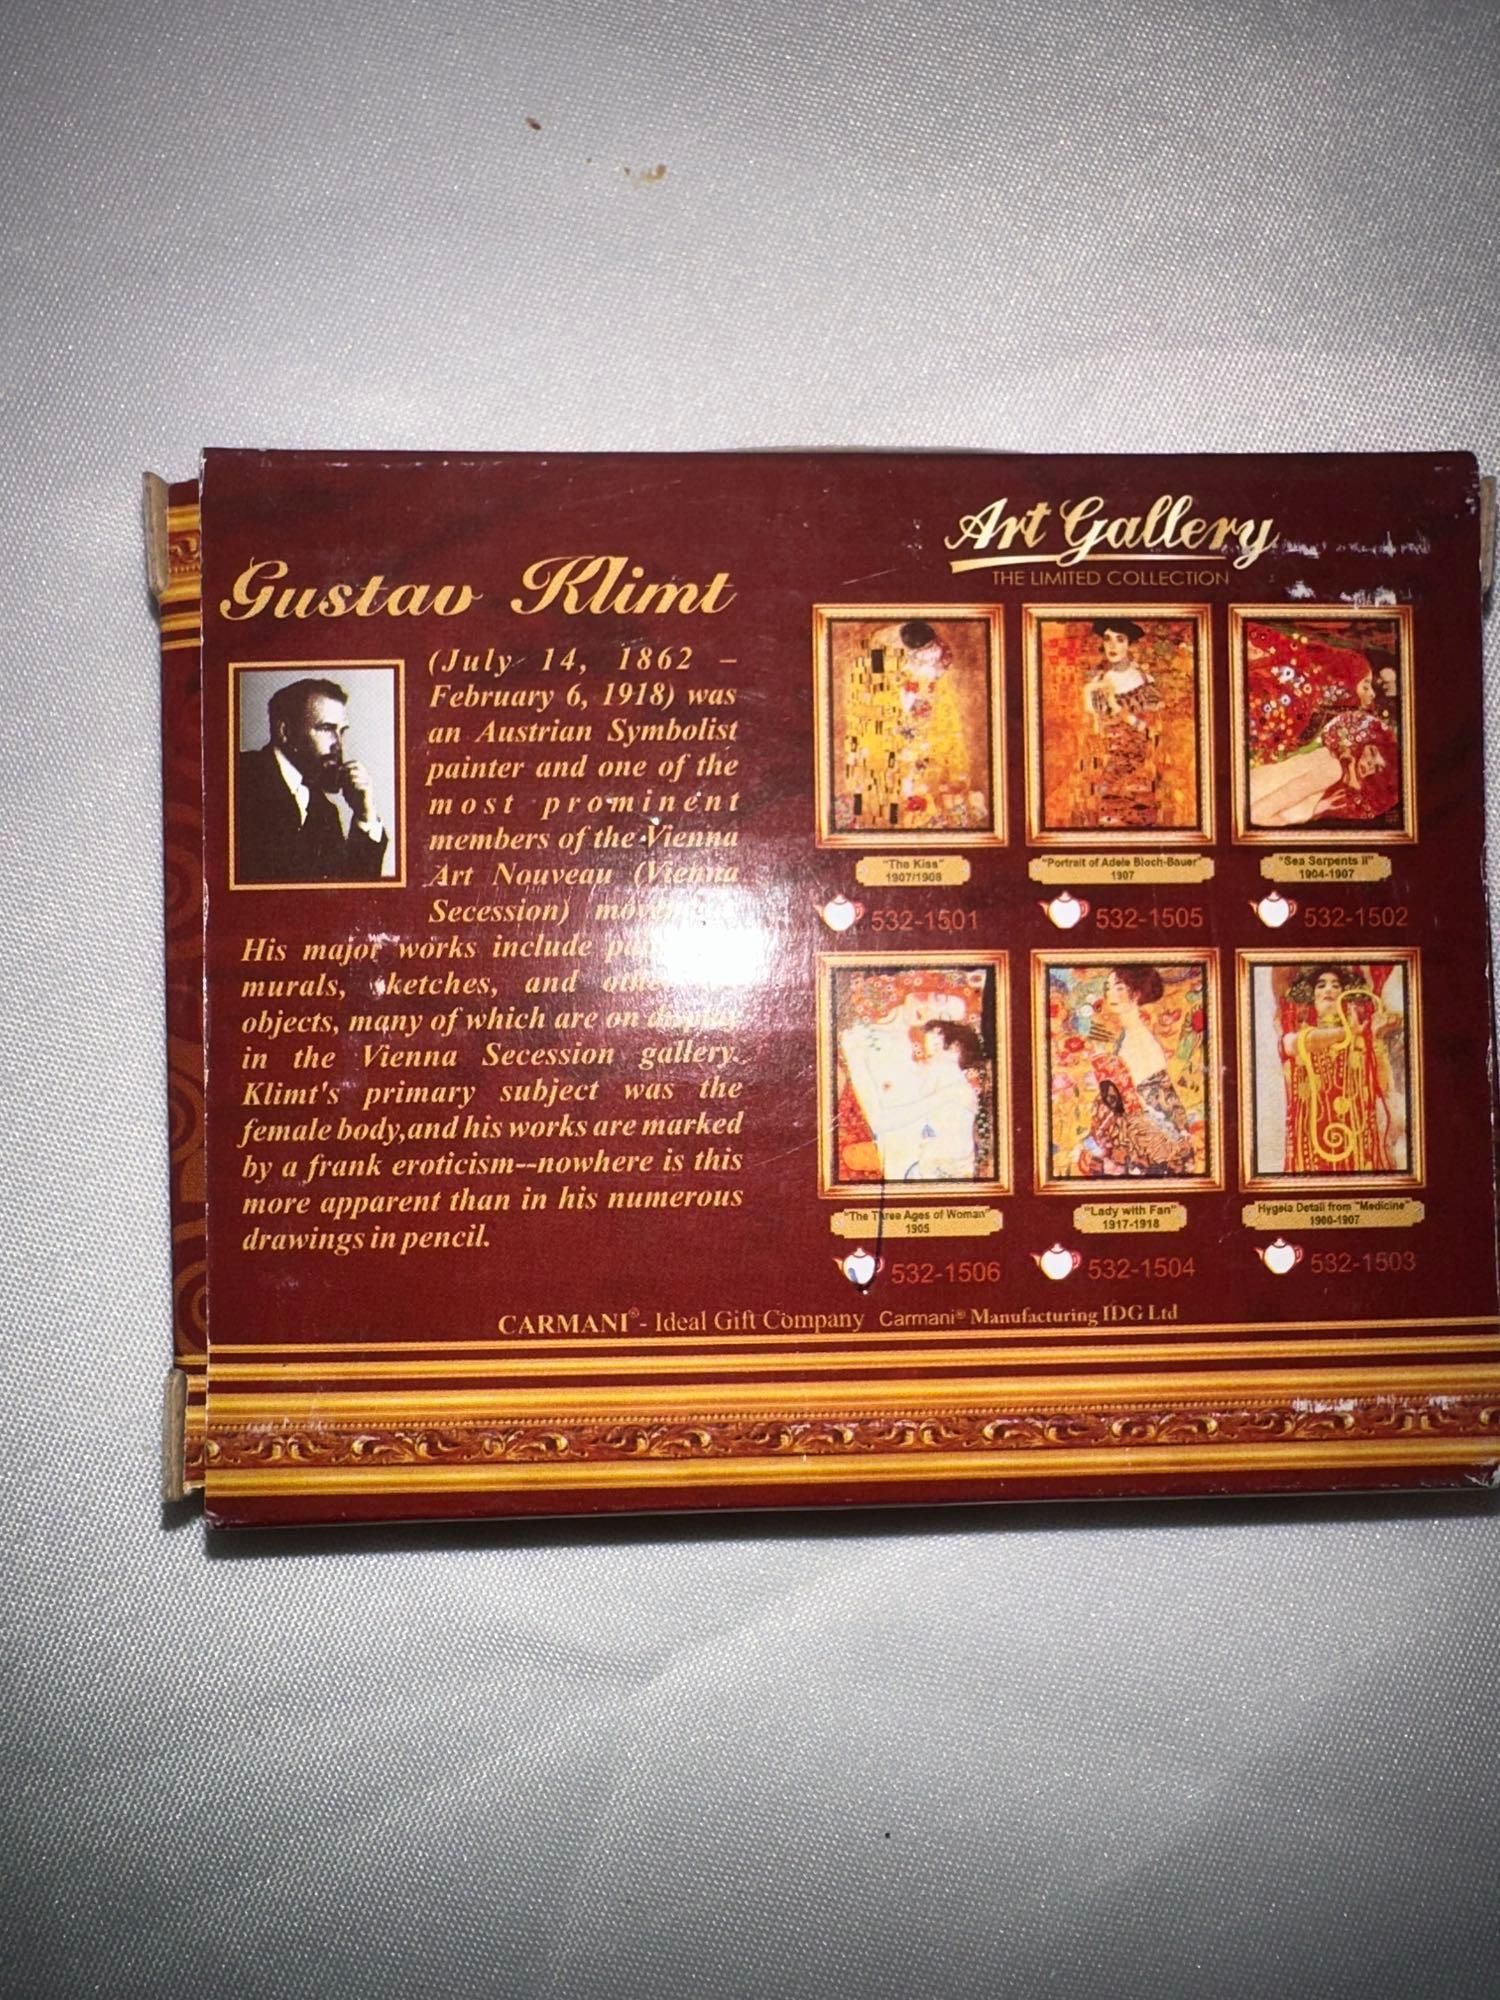 Gustav Klimt
(July 14, 1862 –
February 6, 1918) was
an Austrian Symbolist
painter and one of the
most prominent
members of the Vienna
Art Nouveau (Vienna
Secession)
His major works include
murals, sketches, and
objects, many of which are on display
in the Vienna Secession gallery.
Klimt's primary subject was the
female body,and his works are marked
by a frank eroticism--nowhere is this
more apparent than in his numerous
drawings in pencil.
Art Gallery
THE LIMITED COLLECTION
"The Kiss"
1907/1908
532-1501
"Portrait of Adele Bloch-Bauer"
1907
532-1505
"Sea Serpents II"
1904-1907
532-1502
"The Three Ages of Woman"
1905
532-1506
"Lady with Fan"
1917-1918
532-1504
Hygeia Detail from "Medicine"
1900-1907
532-1503
CARMANI®- Ideal Gift Company Carmani® Manufacturing IDG Ltd